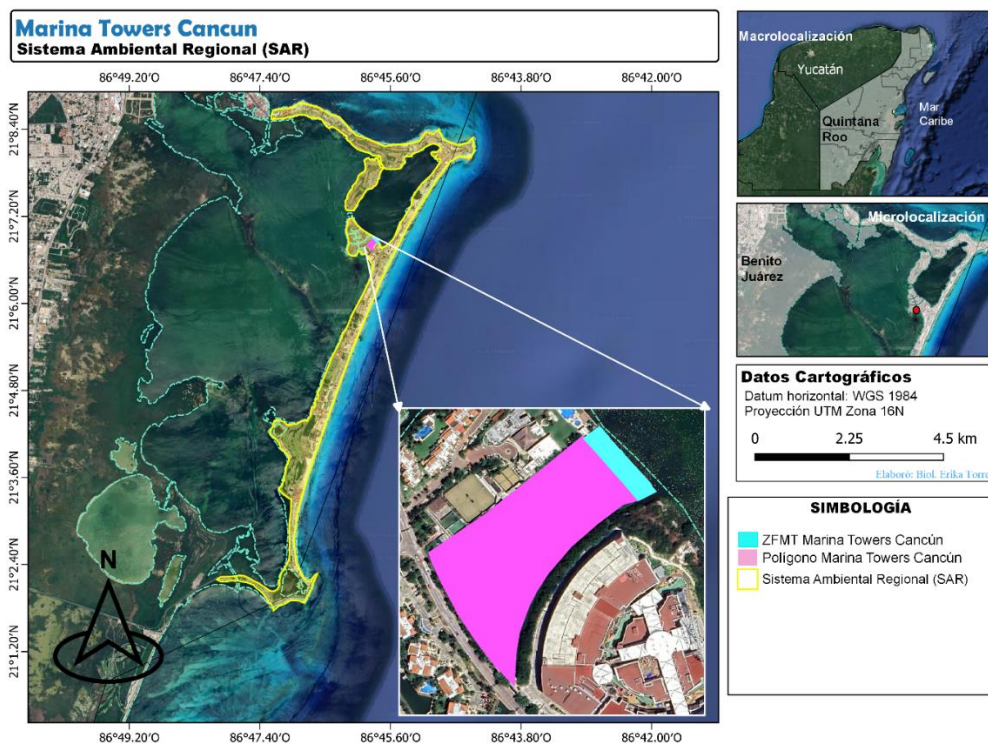 Marina Towers Cancun
Sistema Ambiental Regional (SAR)
86°49.20'O 86°47.40'O 86°45.60'O 86°43.80'O 86°42.00'O
21°8.40'N
21°7.20'N
21°6.00'N
21°4.80'N
21°3.60'N
21°2.40'N
21°1.20'N
N
86°49.20'O 86°47.40'O 86°45.60'O 86°43.80'O 86°42.00'O
Macrolocalización
Yucatán
Quintana
Roo
Mar
Caribe
Microlocalización
Benito
Juárez
Datos Cartográficos
Datum horizontal: WGS 1984
Proyección UTM Zona 16N
0 2.25 4.5 km
Elaboró: Biol. Erika Torra
SIMBOLOGÍA
ZFMT Marina Towers Cancún
Polígono Marina Towers Cancún
Sistema Ambiental Regional (SAR)